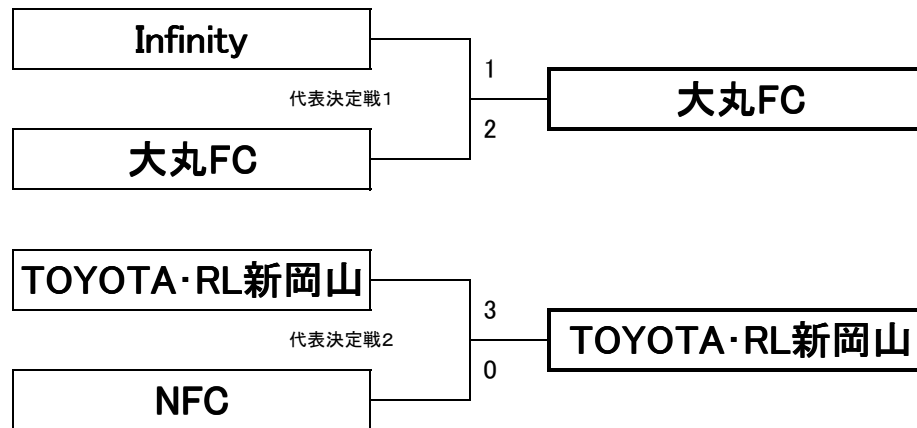 Infinity
1
代表決定戦1
大丸FC
2
大丸FC
TOYOTA・RL新岡山
3
代表決定戦2
TOYOTA・RL新岡山
0
NFC